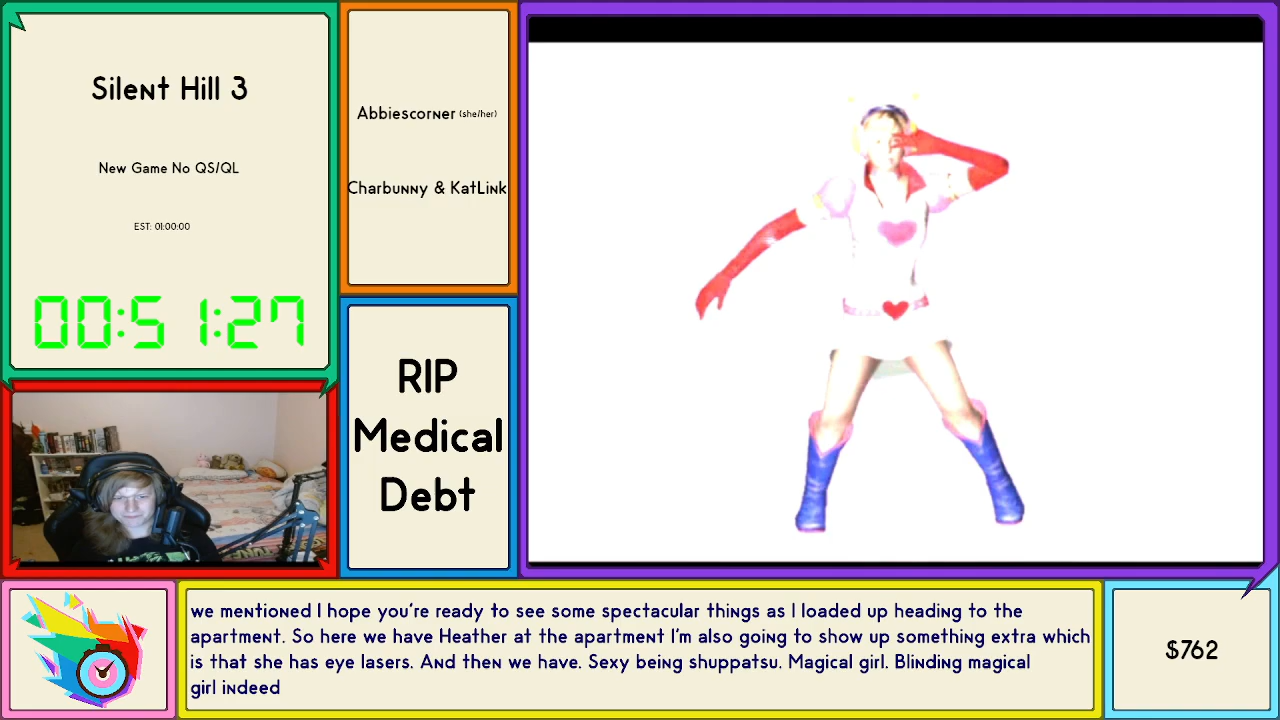 Silent Hill 3
New Game No QS/QL
EST: 01:00:00
00:51:27
Abbiescorner (she/her)
Charbunny & KatLink
RIP
Medical
Debt
we mentioned I hope you're ready to see some spectacular things as I loaded up heading to the
apartment. So here we have Heather at the apartment I'm also going to show up something extra which
is that she has eye lasers. And then we have. Sexy being shuppatsu. Magical girl. Blinding magical
girl indeed
$762